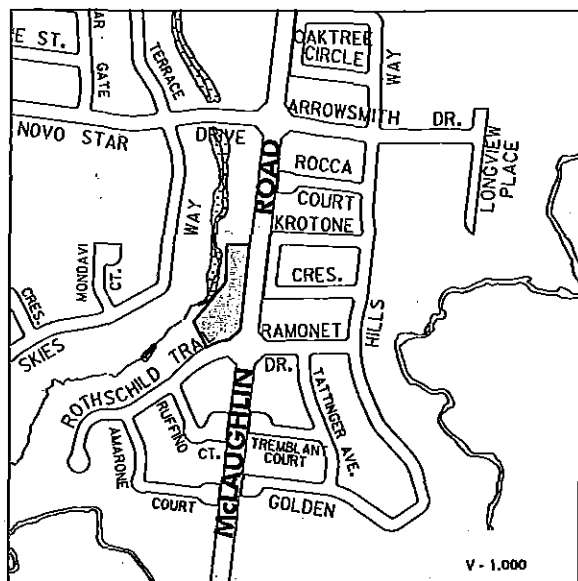 E ST.
AR GATE
TERRACE
OAKTREE
CIRCLE
WAY
ARROWSMITH DR.
NOVO STAR DRIVE
LONGVIEW
PLACE
ROCCA
COURT
KROTONE
CRES.
RAMONET
DR.
HILLS
WAY
MONDAVI
CT.
CRES.
SKIES
ROTHSCHILD TRAIL
McLAUGHLIN ROAD
RUFFINO
CT.
AMARONE
COURT
TREMBLANT
COURT
TATTINGER AVE.
GOLDEN
V - 1.000